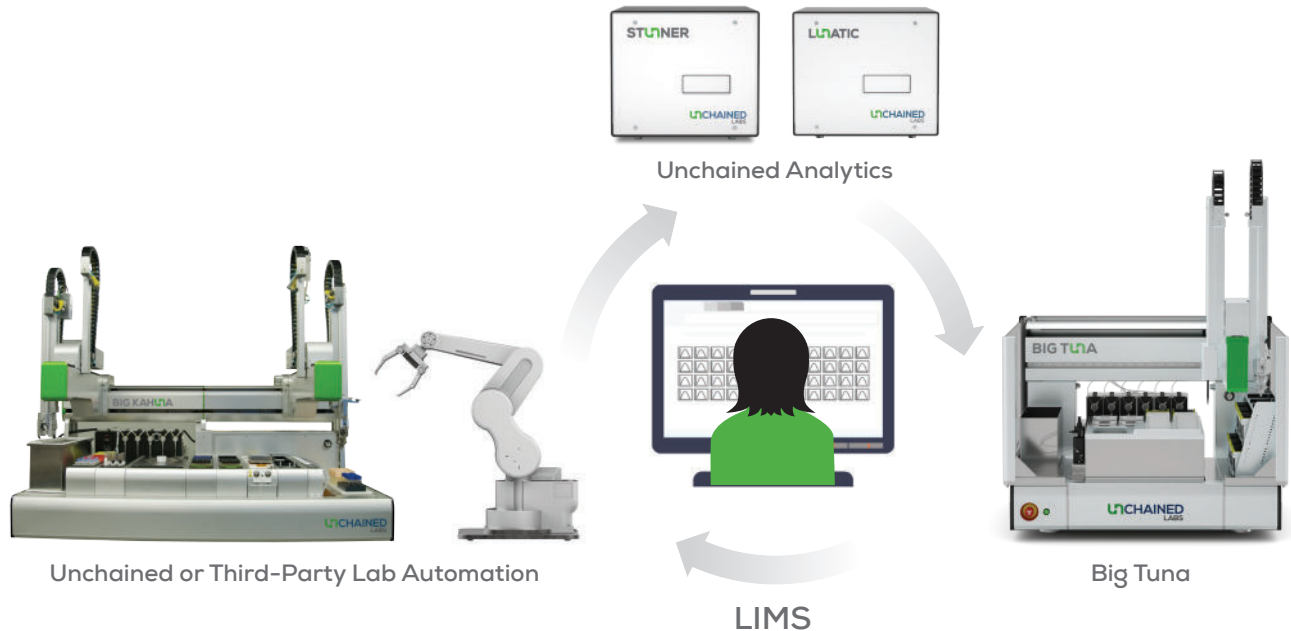 STUNNER
LUNATIC
UNCHAINED
LABS
UNCHAINED
LABS
Unchained Analytics
BIG KAHUNA
BIG TUNA
UNCHAINED
LABS
UNCHAINED
LABS
Unchained or Third-Party Lab Automation
Big Tuna
LIMS